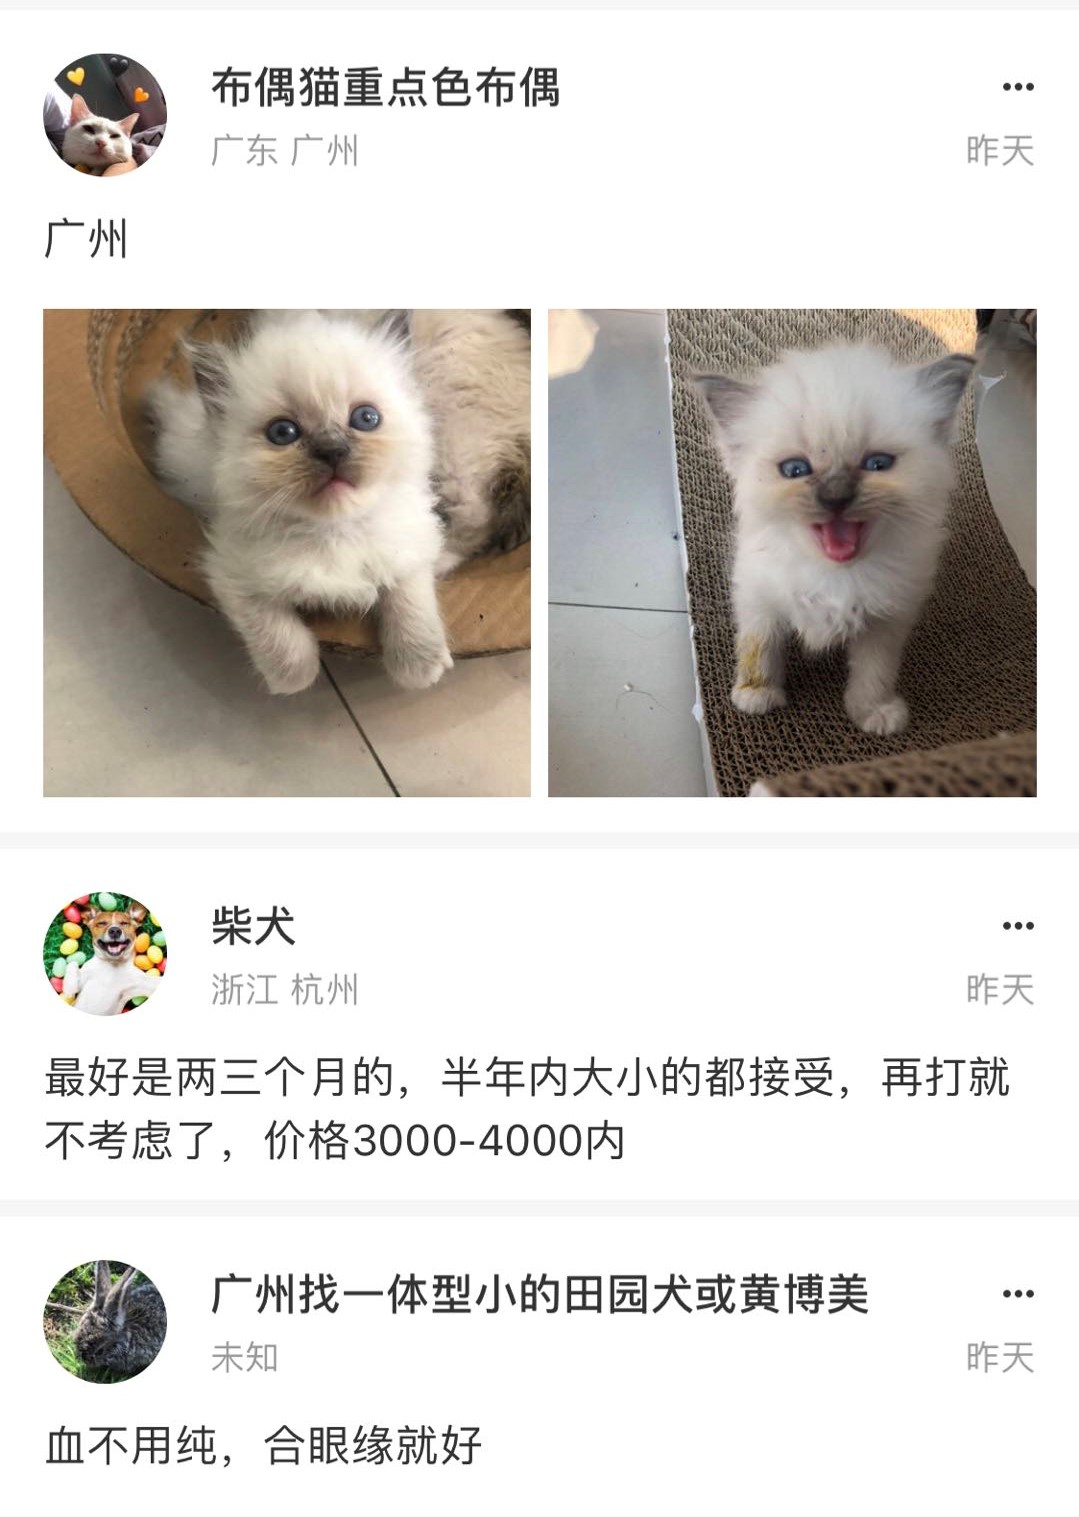 布偶猫重点色布偶
广东 广州
昨天
广州
柴犬
浙江 杭州
昨天
最好是两三个月的，半年内大小的都接受，再打就
不考虑了，价格3000-4000内
广州找一体型小的田园犬或黄博美
未知
昨天
血不用纯，合眼缘就好